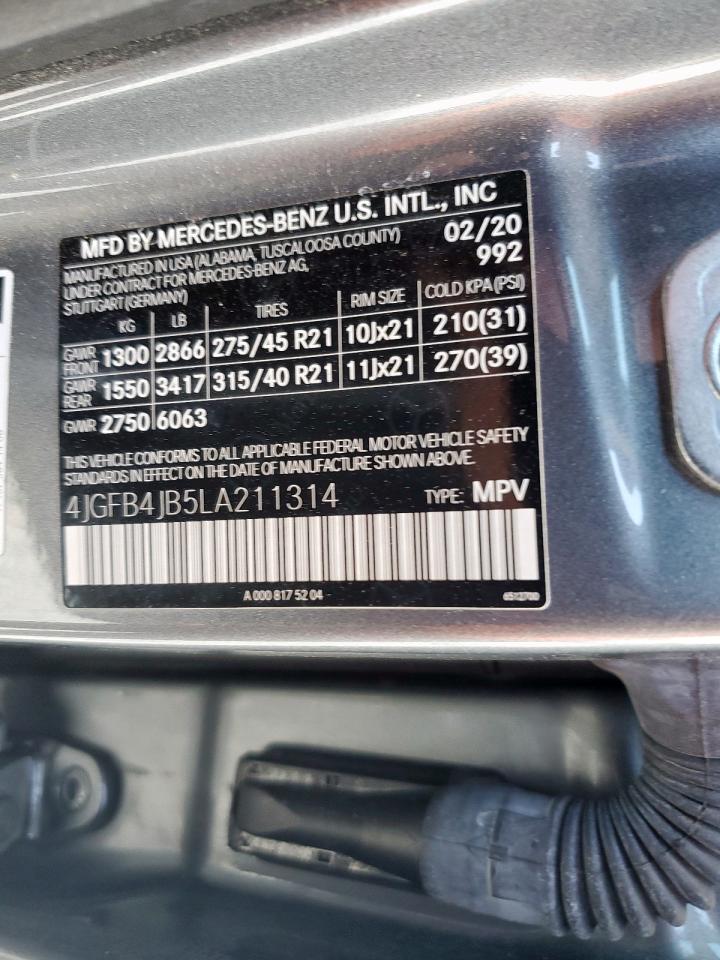 MFD BY MERCEDES-BENZ U.S. INTL., INC
MANUFACTURED IN USA (ALABAMA, TUSCALOOSA COUNTY) 02/20
UNDER CONTRACT FOR MERCEDES-BENZ AG, 992
STUTTGART (GERMANY)
KG LB TIRES RIM SIZE COLD KPA (PSI)
GAWR FRONT 1300 2866 275/45 R21 10Jx21 210(31)
GAWR REAR 1550 3417 315/40 R21 11Jx21 270(39)
GVWR 2750 6063
THIS VEHICLE CONFORMS TO ALL APPLICABLE FEDERAL MOTOR VEHICLE SAFETY
STANDARDS IN EFFECT ON THE DATE OF MANUFACTURE SHOWN ABOVE.
4JGFB4JB5LA211314 TYPE: MPV
A 000 817 52 04